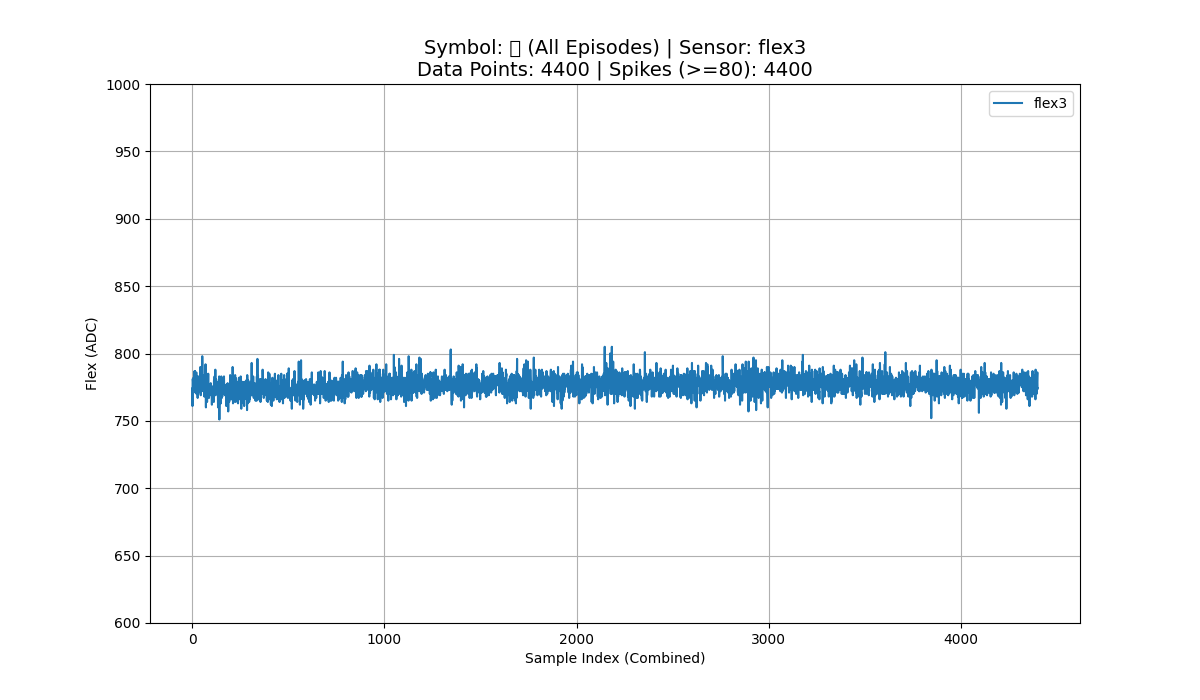 Symbol: (All Episodes) | Sensor: flex3
Data Points: 4400 | Spikes (>=80): 4400
flex3
1000
950
900
850
800
750
700
650
600
Flex (ADC)
0 1000 2000 3000 4000
Sample Index (Combined)